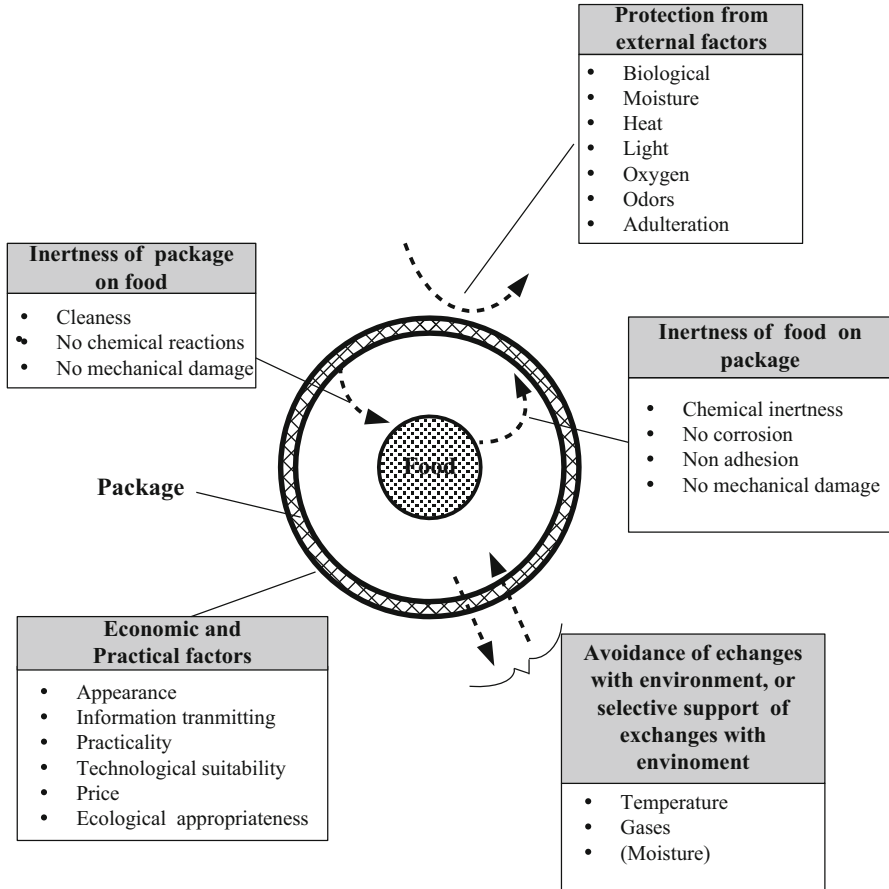 Protection from
external factors
• Biological
• Moisture
• Heat
• Light
• Oxygen
• Odors
• Adulteration
Inertness of package
on food
• Cleaness
• No chemical reactions
• No mechanical damage
Inertness of food on
package
• Chemical inertness
• No corrosion
• Non adhesion
• No mechanical damage
Food
Package
Economic and
Practical factors
• Appearance
• Information tranmitting
• Practicality
• Technological suitability
• Price
• Ecological appropriateness
Avoidance of echanges
with environment, or
selective support of
exchanges with
envinoment
• Temperature
• Gases
• (Moisture)